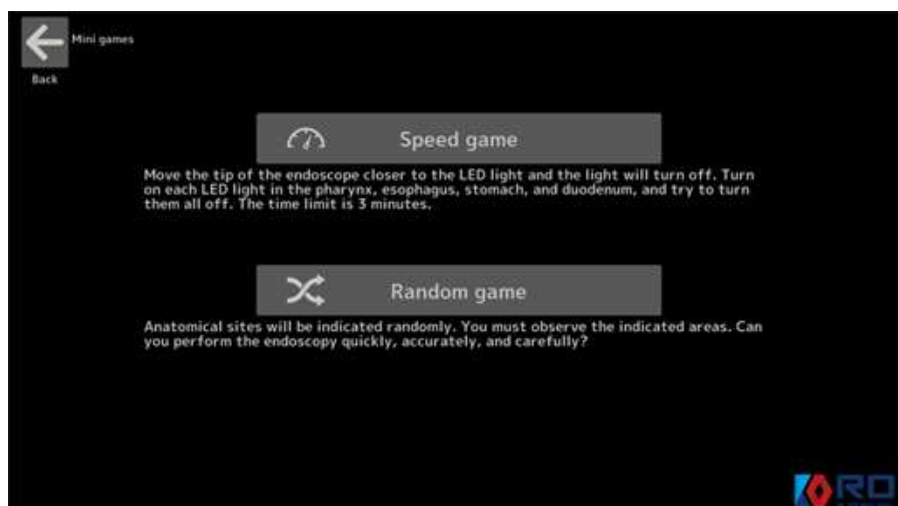 Mini games
Back
Speed game
Move the tip of the endoscope closer to the LED light and the light will turn off. Turn
on each LED light in the pharynx, esophagus, stomach, and duodenum, and try to turn
them all off. The time limit is 3 minutes.
Random game
Anatomical sites will be indicated randomly. You must observe the indicated areas. Can
you perform the endoscopy quickly, accurately, and carefully?
RO